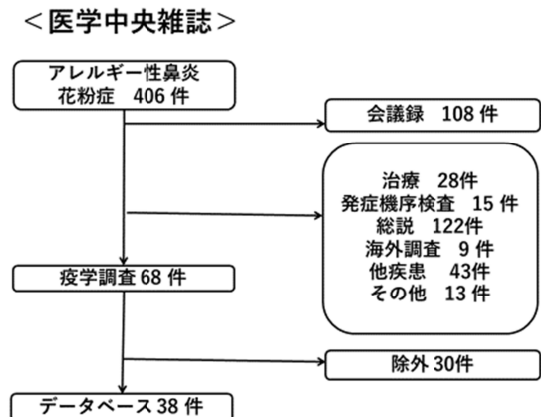 <医学中央雑誌>
アレルギー性鼻炎
花粉症 406 件
会議録 108 件
治療 28件
発症機序検査 15 件
総説 122件
海外調査 9 件
他疾患 43件
その他 13 件
疫学調査 68 件
除外 30件
データベース 38 件